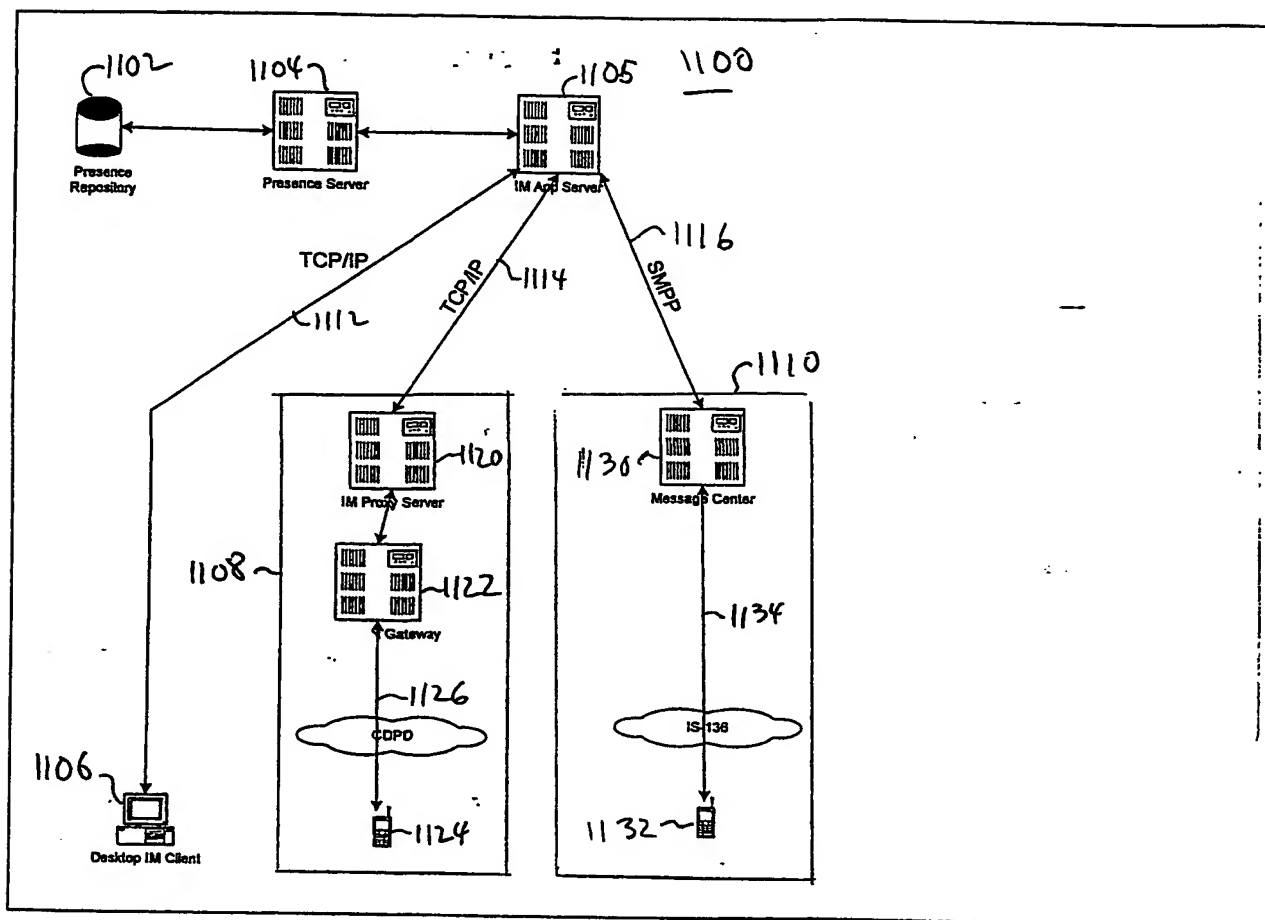 1102
1104
1105
1100
Presence
Repository
Presence Server
IM App Server
TCP/IP
1112
TCP/IP
1114
1116
SMPP
1110
1120
IM Proxy Server
1130
Message Center
1108
1122
Gateway
1134
1126
CDPD
IS-136
1106
1124
1132
Desktop IM Client